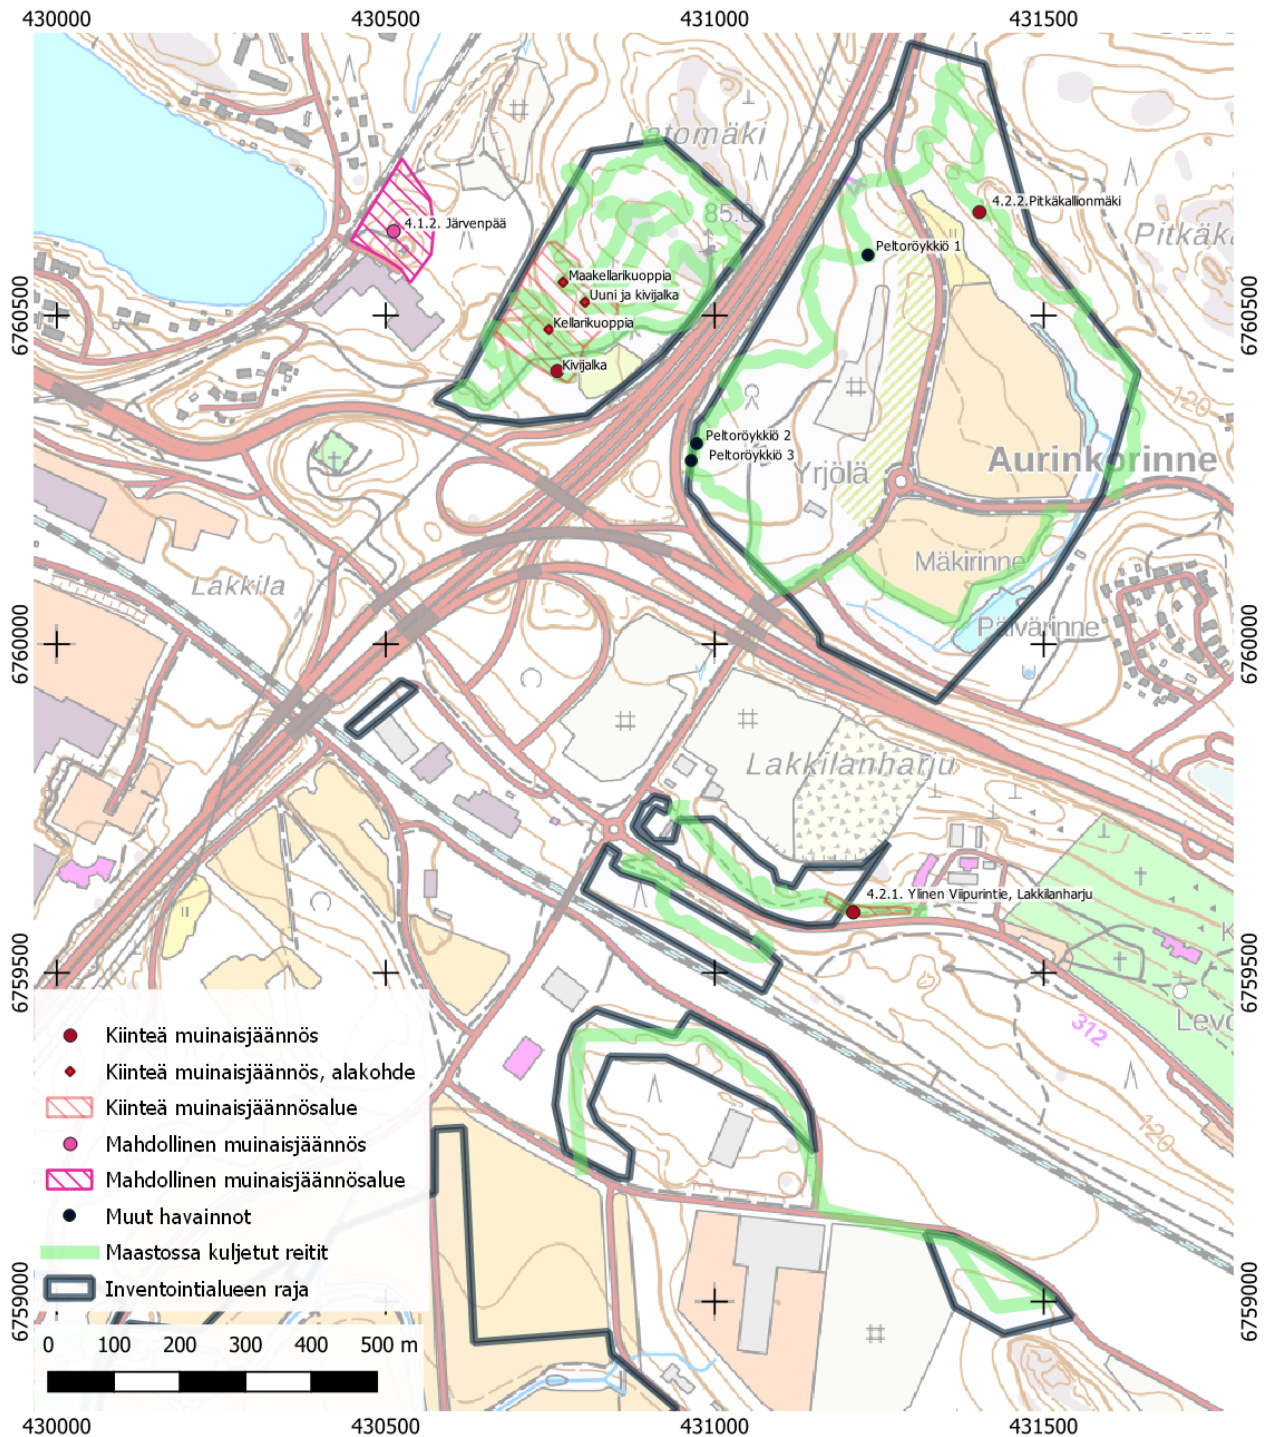 430000
430500
431000
431500
6760500
6760500
6760000
6760000
6759500
6759500
6759000
6759000
Latomäki
85.0
4.1.2. Järvenpää
4.2.2.Pitkäkallionmäki
Pitkäka
Peltoröykkiö 1
Maakellarikuoppia
Uuni ja kivijalka
Kellarikuoppia
Kivijalka
120
Peltoröykkiö 2
Peltoröykkiö 3
Aurinkorinne
Yrjölä
Mäkirinne
Lakkila
Päivärinne
Lakkilanharju
4.2.1. Ylinen Viipurintie, Lakkilanharju
K
Levo
312
120
Kiinteä muinaisjäännös
Kiinteä muinaisjäännös, alakohde
Kiinteä muinaisjäännösalue
Mahdollinen muinaisjäännös
Mahdollinen muinaisjäännösalue
Muut havainnot
Maastossa kuljetut reitit
Inventointialueen raja
0 100 200 300 400 500 m
430000
430500
431000
431500